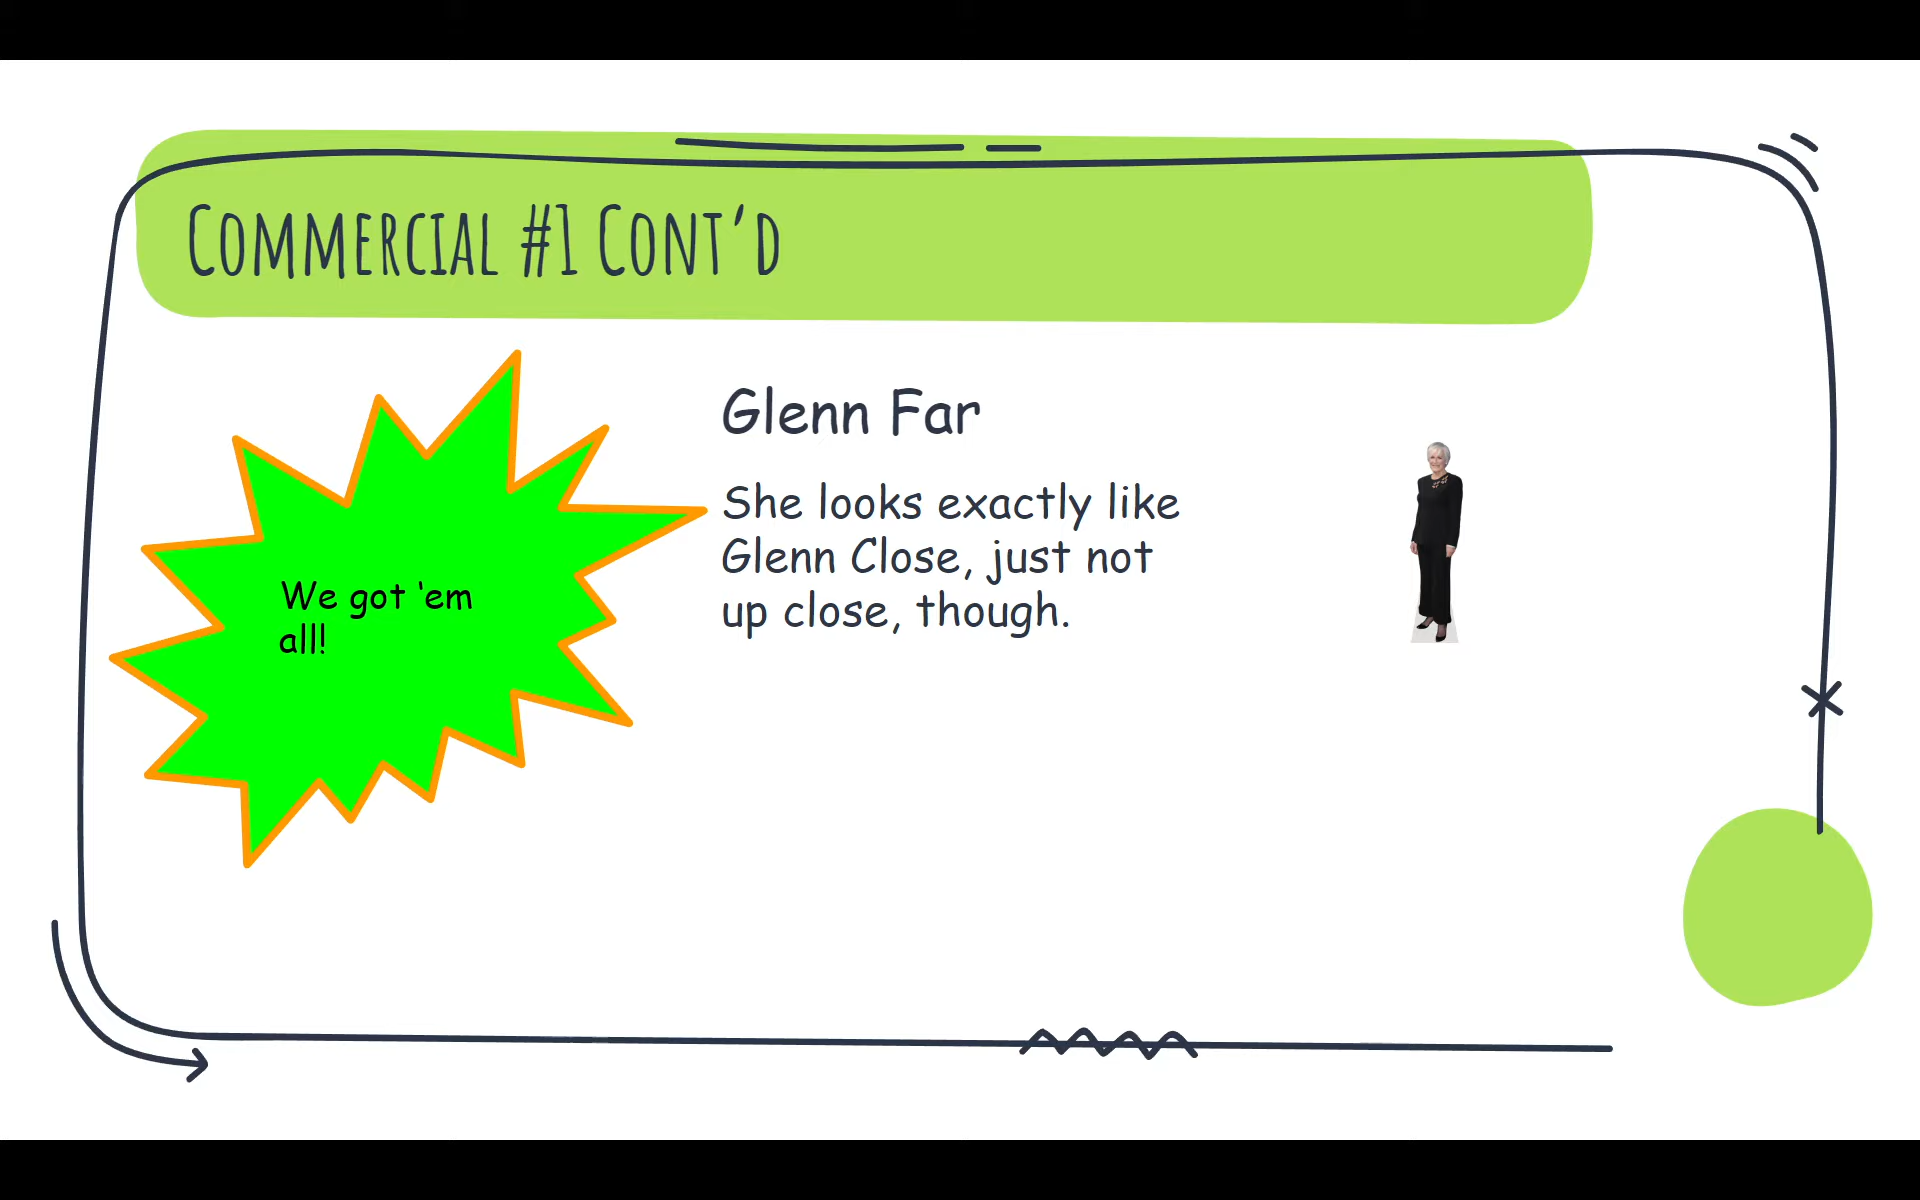 Commercial #1 Cont’d
We got ‘em
all!
Glenn Far
She looks exactly like
Glenn Close, just not
up close, though.